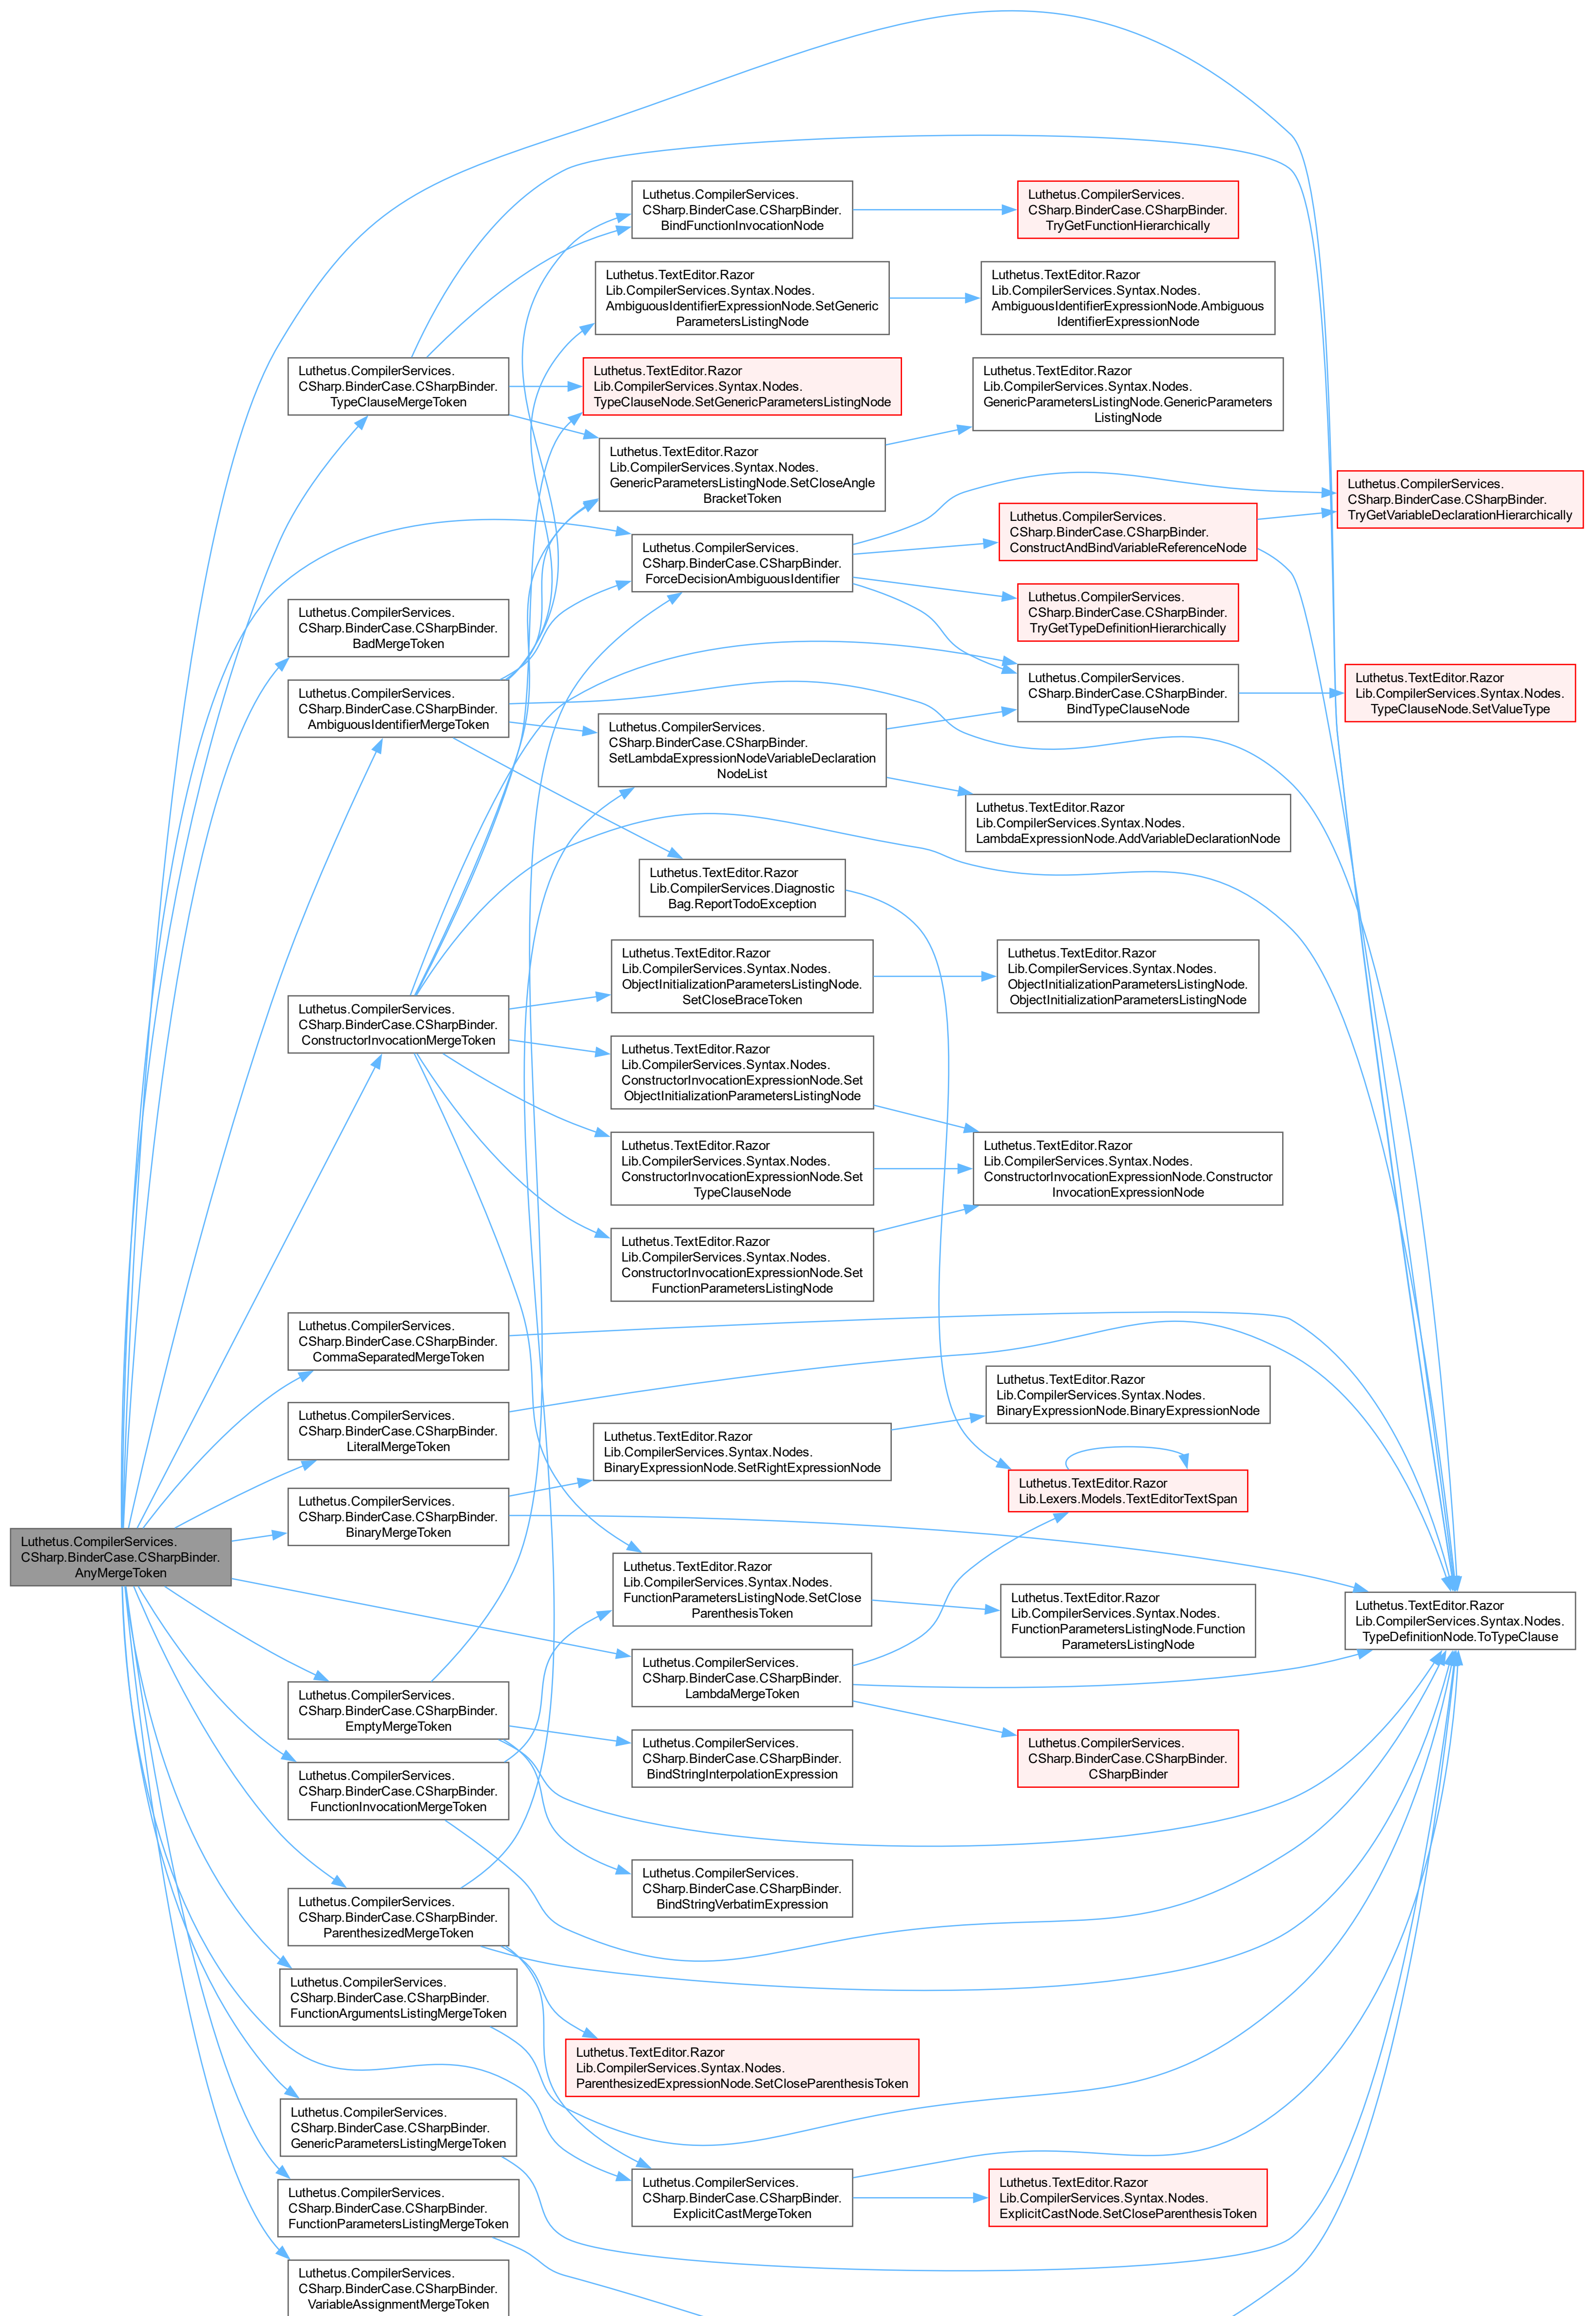 Luthetus.CompilerServices.
CSharp.BinderCase.CSharpBinder.
BindFunctionInvocationNode
Luthetus.CompilerServices.
CSharp.BinderCase.CSharpBinder.
TryGetFunctionHierarchically
Luthetus.TextEditor.Razor
Lib.CompilerServices.Syntax.Nodes.
AmbiguousIdentifierExpressionNode.SetGeneric
ParametersListingNode
Luthetus.TextEditor.Razor
Lib.CompilerServices.Syntax.Nodes.
AmbiguousIdentifierExpressionNode.Ambiguous
IdentifierExpressionNode
Luthetus.CompilerServices.
CSharp.BinderCase.CSharpBinder.
TypeClauseMergeToken
Luthetus.TextEditor.Razor
Lib.CompilerServices.Syntax.Nodes.
TypeClauseNode.SetGenericParametersListingNode
Luthetus.TextEditor.Razor
Lib.CompilerServices.Syntax.Nodes.
GenericParametersListingNode.GenericParameters
ListingNode
Luthetus.TextEditor.Razor
Lib.CompilerServices.Syntax.Nodes.
GenericParametersListingNode.SetCloseAngle
BracketToken
Luthetus.CompilerServices.
CSharp.BinderCase.CSharpBinder.
TryGetVariableDeclarationHierarchically
Luthetus.CompilerServices.
CSharp.BinderCase.CSharpBinder.
ConstructAndBindVariableReferenceNode
Luthetus.CompilerServices.
CSharp.BinderCase.CSharpBinder.
ForceDecisionAmbiguousIdentifier
Luthetus.CompilerServices.
CSharp.BinderCase.CSharpBinder.
TryGetTypeDefinitionHierarchically
Luthetus.CompilerServices.
CSharp.BinderCase.CSharpBinder.
BadMergeToken
Luthetus.CompilerServices.
CSharp.BinderCase.CSharpBinder.
BindTypeClauseNode
Luthetus.TextEditor.Razor
Lib.CompilerServices.Syntax.Nodes.
TypeClauseNode.SetValueType
Luthetus.CompilerServices.
CSharp.BinderCase.CSharpBinder.
AmbiguousIdentifierMergeToken
Luthetus.CompilerServices.
CSharp.BinderCase.CSharpBinder.
SetLambdaExpressionNodeVariableDeclaration
NodeList
Luthetus.TextEditor.Razor
Lib.CompilerServices.Syntax.Nodes.
LambdaExpressionNode.AddVariableDeclarationNode
Luthetus.TextEditor.Razor
Lib.CompilerServices.Diagnostic
Bag.ReportTodoException
Luthetus.TextEditor.Razor
Lib.CompilerServices.Syntax.Nodes.
ObjectInitializationParametersListingNode.
SetCloseBraceToken
Luthetus.TextEditor.Razor
Lib.CompilerServices.Syntax.Nodes.
ObjectInitializationParametersListingNode.
ObjectInitializationParametersListingNode
Luthetus.CompilerServices.
CSharp.BinderCase.CSharpBinder.
ConstructorInvocationMergeToken
Luthetus.TextEditor.Razor
Lib.CompilerServices.Syntax.Nodes.
ConstructorInvocationExpressionNode.Set
ObjectInitializationParametersListingNode
Luthetus.TextEditor.Razor
Lib.CompilerServices.Syntax.Nodes.
ConstructorInvocationExpressionNode.Set
TypeClauseNode
Luthetus.TextEditor.Razor
Lib.CompilerServices.Syntax.Nodes.
ConstructorInvocationExpressionNode.Constructor
InvocationExpressionNode
Luthetus.TextEditor.Razor
Lib.CompilerServices.Syntax.Nodes.
ConstructorInvocationExpressionNode.Set
FunctionParametersListingNode
Luthetus.CompilerServices.
CSharp.BinderCase.CSharpBinder.
CommaSeparatedMergeToken
Luthetus.TextEditor.Razor
Lib.CompilerServices.Syntax.Nodes.
BinaryExpressionNode.BinaryExpressionNode
Luthetus.CompilerServices.
CSharp.BinderCase.CSharpBinder.
LiteralMergeToken
Luthetus.TextEditor.Razor
Lib.CompilerServices.Syntax.Nodes.
BinaryExpressionNode.SetRightExpressionNode
Luthetus.TextEditor.Razor
Lib.Lexers.Models.TextEditorTextSpan
Luthetus.CompilerServices.
CSharp.BinderCase.CSharpBinder.
BinaryMergeToken
Luthetus.CompilerServices.
CSharp.BinderCase.CSharpBinder.
AnyMergeToken
Luthetus.TextEditor.Razor
Lib.CompilerServices.Syntax.Nodes.
FunctionParametersListingNode.SetClose
ParenthesisToken
Luthetus.TextEditor.Razor
Lib.CompilerServices.Syntax.Nodes.
FunctionParametersListingNode.Function
ParametersListingNode
Luthetus.TextEditor.Razor
Lib.CompilerServices.Syntax.Nodes.
TypeDefinitionNode.ToTypeClause
Luthetus.CompilerServices.
CSharp.BinderCase.CSharpBinder.
LambdaMergeToken
Luthetus.CompilerServices.
CSharp.BinderCase.CSharpBinder.
EmptyMergeToken
Luthetus.CompilerServices.
CSharp.BinderCase.CSharpBinder.
BindStringInterpolationExpression
Luthetus.CompilerServices.
CSharp.BinderCase.CSharpBinder.
CSharpBinder
Luthetus.CompilerServices.
CSharp.BinderCase.CSharpBinder.
FunctionInvocationMergeToken
Luthetus.CompilerServices.
CSharp.BinderCase.CSharpBinder.
BindStringVerbatimExpression
Luthetus.CompilerServices.
CSharp.BinderCase.CSharpBinder.
ParenthesizedMergeToken
Luthetus.CompilerServices.
CSharp.BinderCase.CSharpBinder.
FunctionArgumentsListingMergeToken
Luthetus.TextEditor.Razor
Lib.CompilerServices.Syntax.Nodes.
ParenthesizedExpressionNode.SetCloseParenthesisToken
Luthetus.CompilerServices.
CSharp.BinderCase.CSharpBinder.
GenericParametersListingMergeToken
Luthetus.CompilerServices.
CSharp.BinderCase.CSharpBinder.
ExplicitCastMergeToken
Luthetus.TextEditor.Razor
Lib.CompilerServices.Syntax.Nodes.
ExplicitCastNode.SetCloseParenthesisToken
Luthetus.CompilerServices.
CSharp.BinderCase.CSharpBinder.
FunctionParametersListingMergeToken
Luthetus.CompilerServices.
CSharp.BinderCase.CSharpBinder.
VariableAssignmentMergeToken